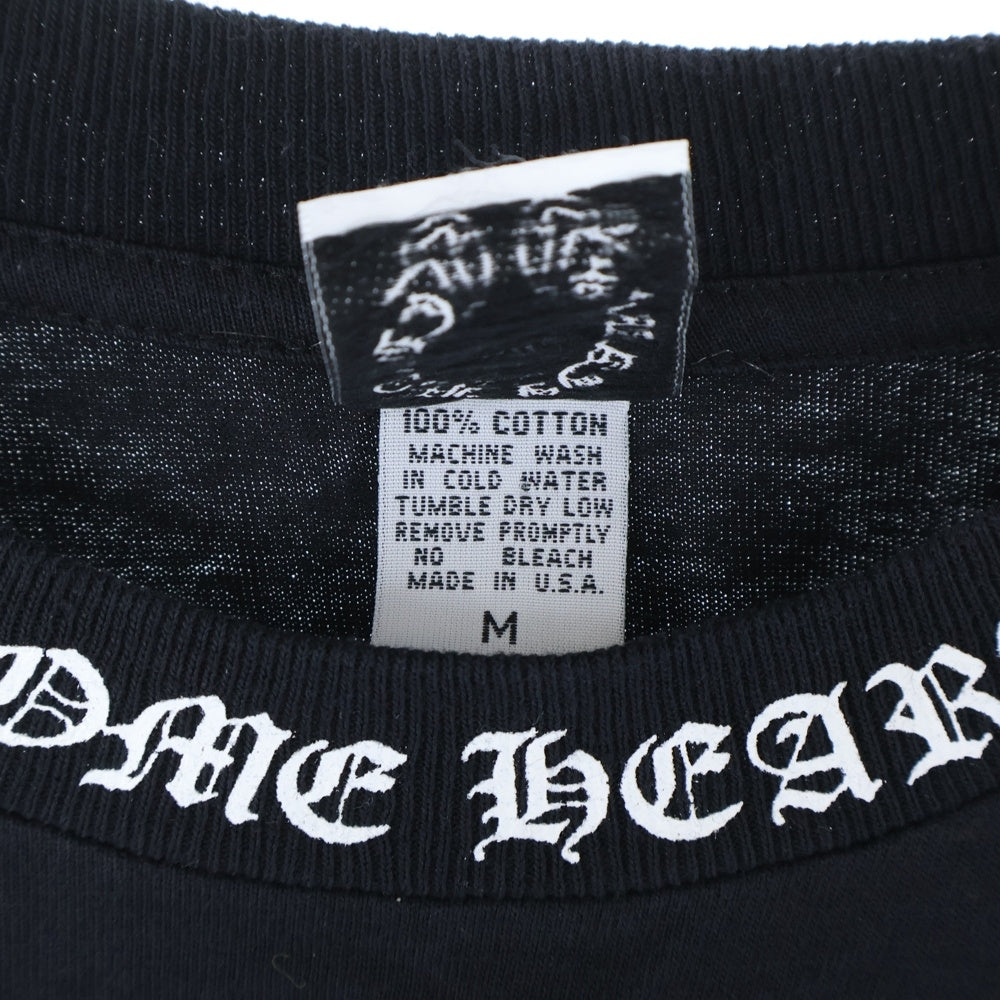 100% COTTON
MACHINE WASH
IN COLD WATER
TUMBLE DRY LOW
REMOVE PROMPTLY
NO BLEACH
MADE IN U.S.A.
M
OME HEAR